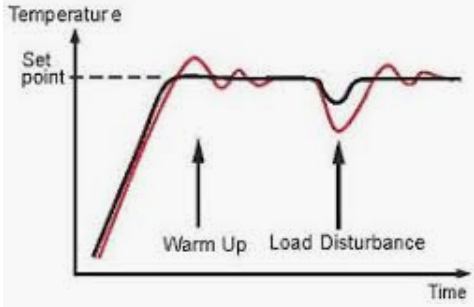 Temperature
Set
point
Warm Up
Load Disturbance
Time